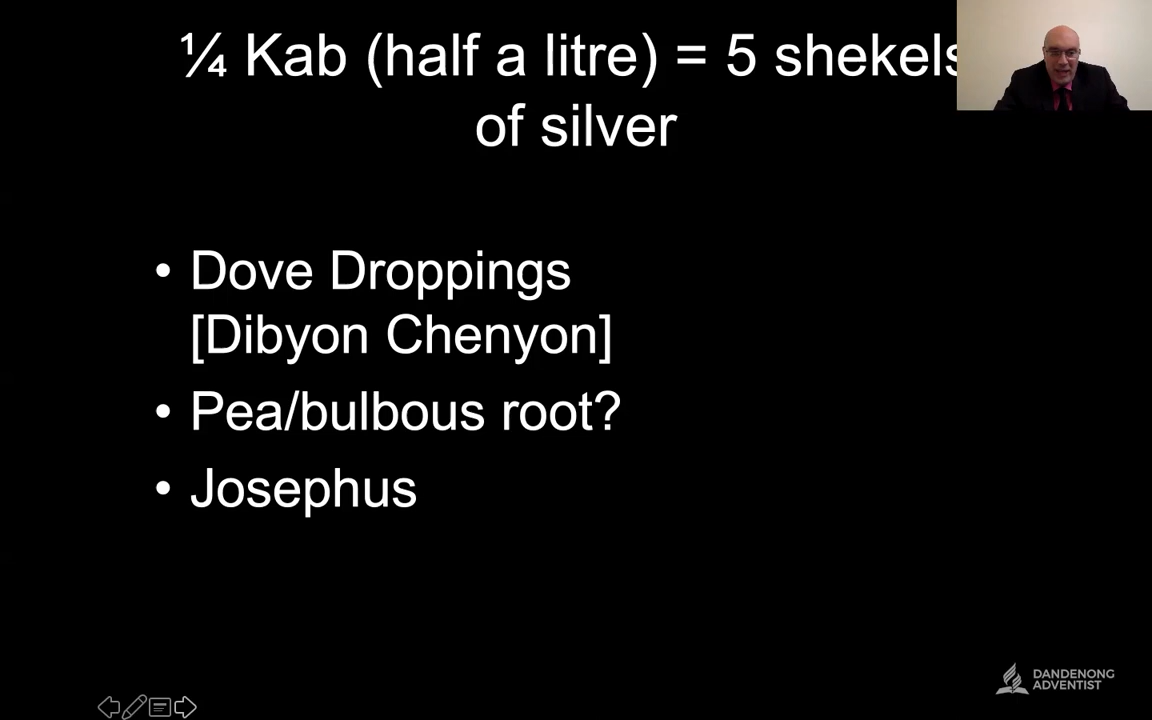 ¼ Kab (half a litre) = 5 shekels
of silver
• Dove Droppings
[Dibyon Chenyon]
• Pea/bulbous root?
• Josephus
DANDENONG
ADVENTIST